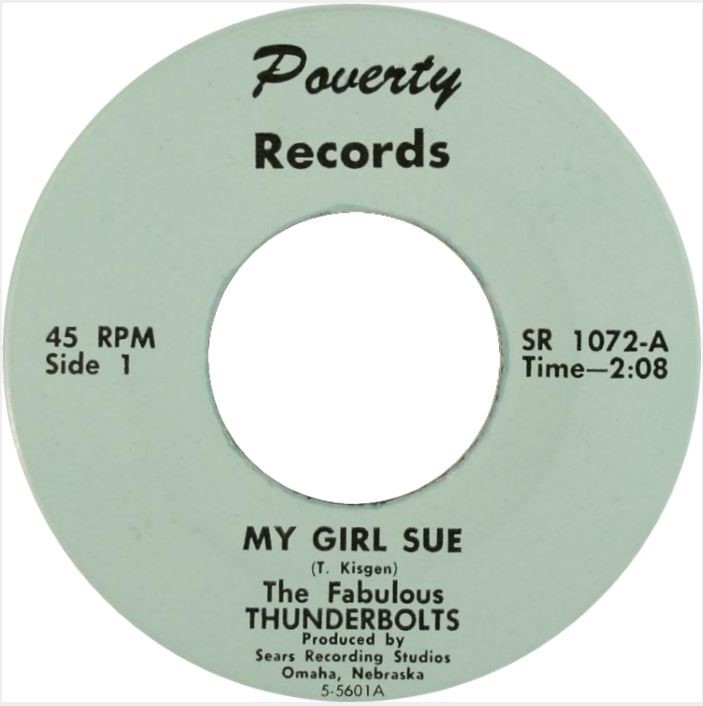 Poverty
Records
45 RPM
Side 1
SR 1072-A
Time—2:08
MY GIRL SUE
(T. Kisgen)
The Fabulous
THUNDERBOLTS
Produced by
Sears Recording Studios
Omaha, Nebraska
5-5601A